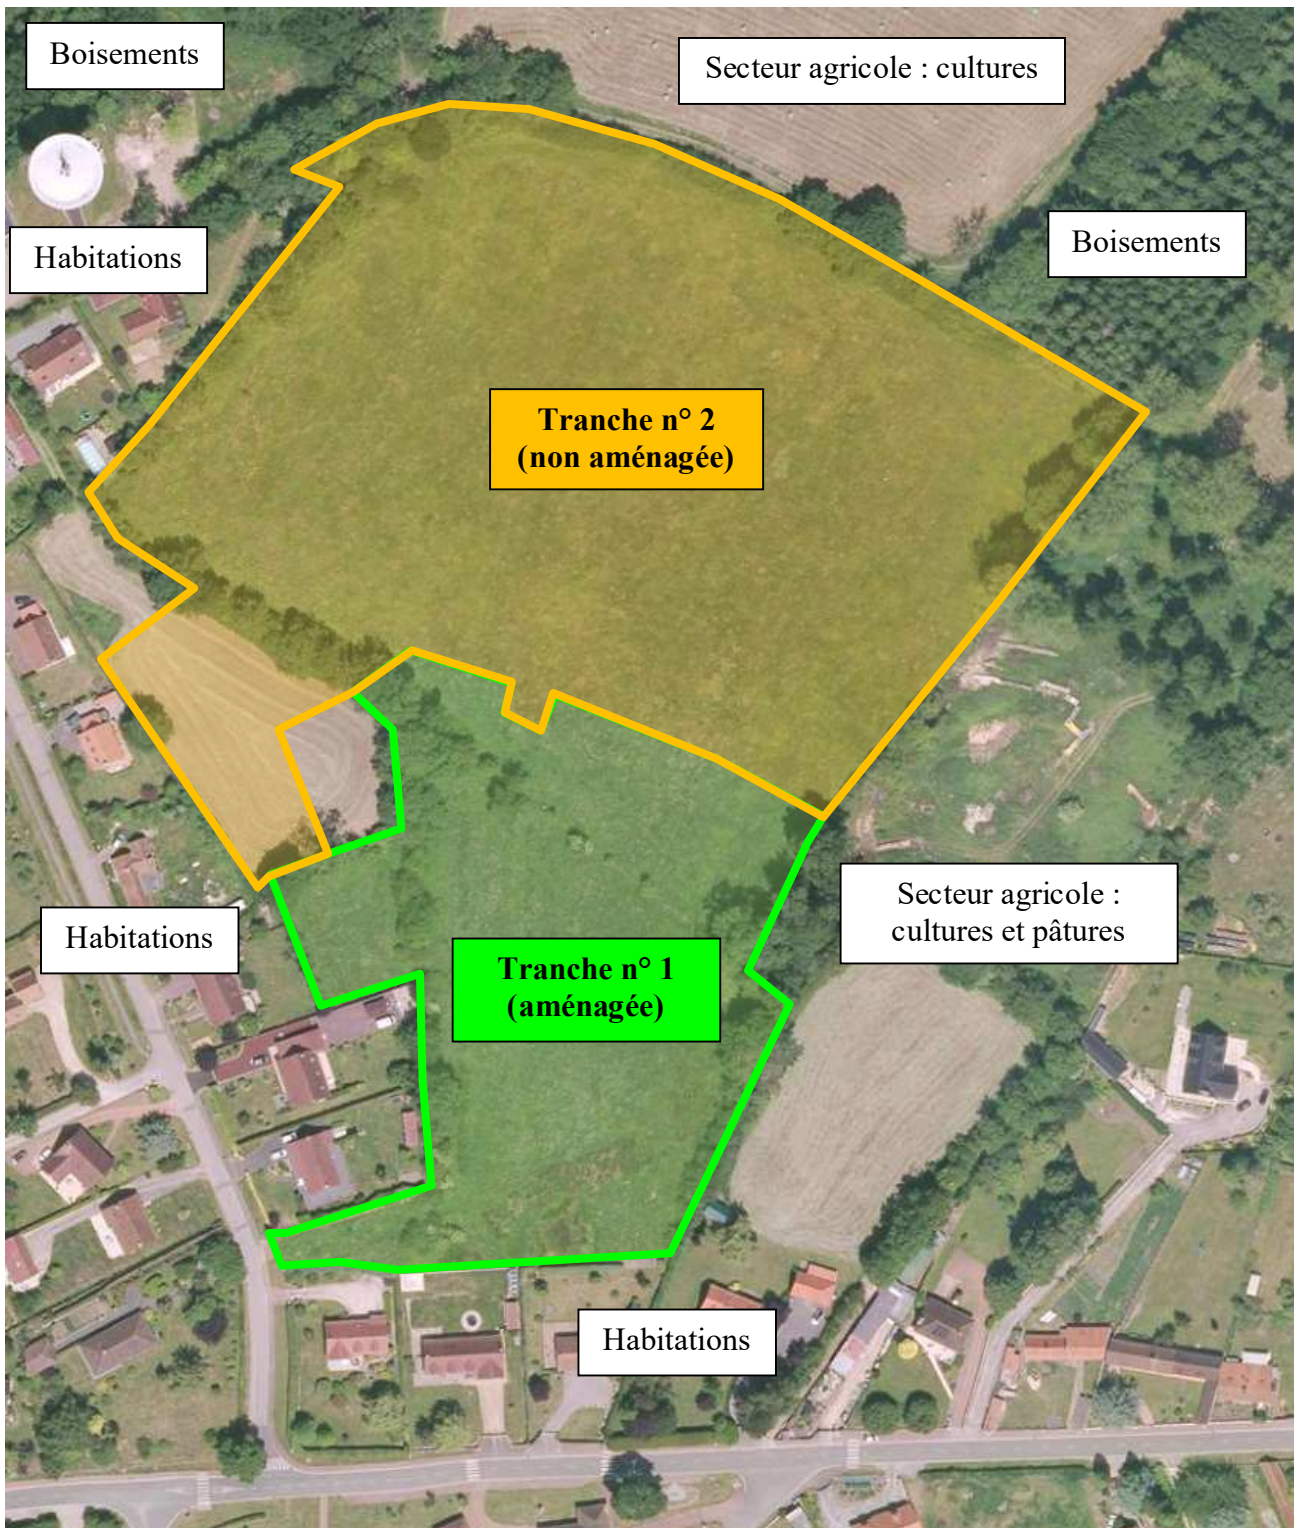 Boisements
Secteur agricole : cultures
Habitations
Boisements
Tranche n° 2
(non aménagée)
Secteur agricole :
cultures et pâtures
Habitations
Tranche n° 1
(aménagée)
Habitations